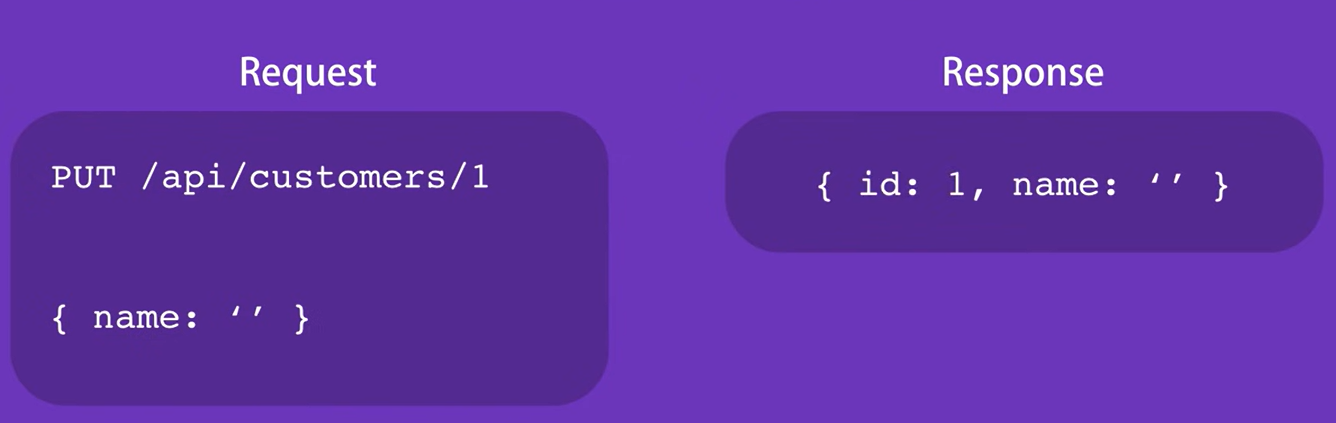 Request
PUT /api/customers/1
{ name: ‘’ }
Response
{ id: 1, name: ‘’ }